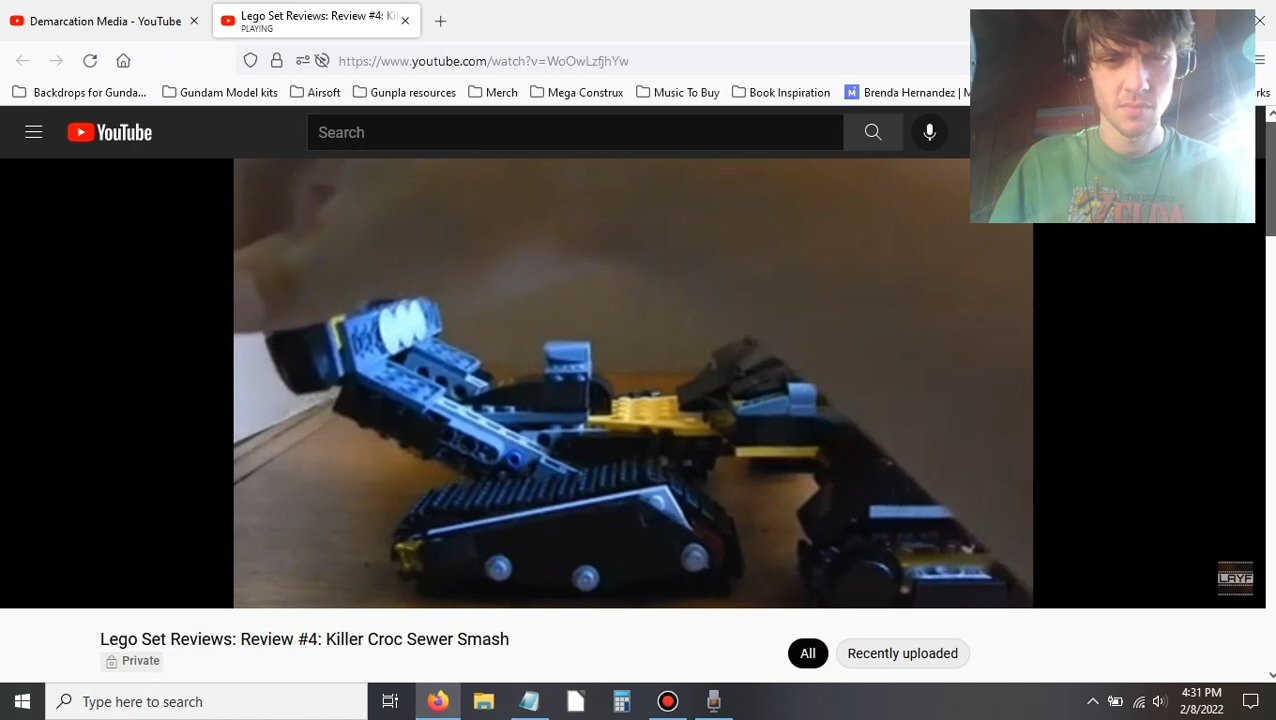 Demarcation Media - YouTube
Lego Set Reviews: Review #4: Kil
PLAYING
https://www.youtube.com/watch?v=WoOwLzfjhYw
Backdrops for Gunda... Gundam Model kits Airsoft Gunpla resources Merch Mega Construx Music To Buy Book Inspiration Brenda Hernandez | M
YouTube
Search
ZELDA
LAYF
Lego Set Reviews: Review #4: Killer Croc Sewer Smash
Private
All
Recently uploaded
Type here to search
4:31 PM
2/8/2022